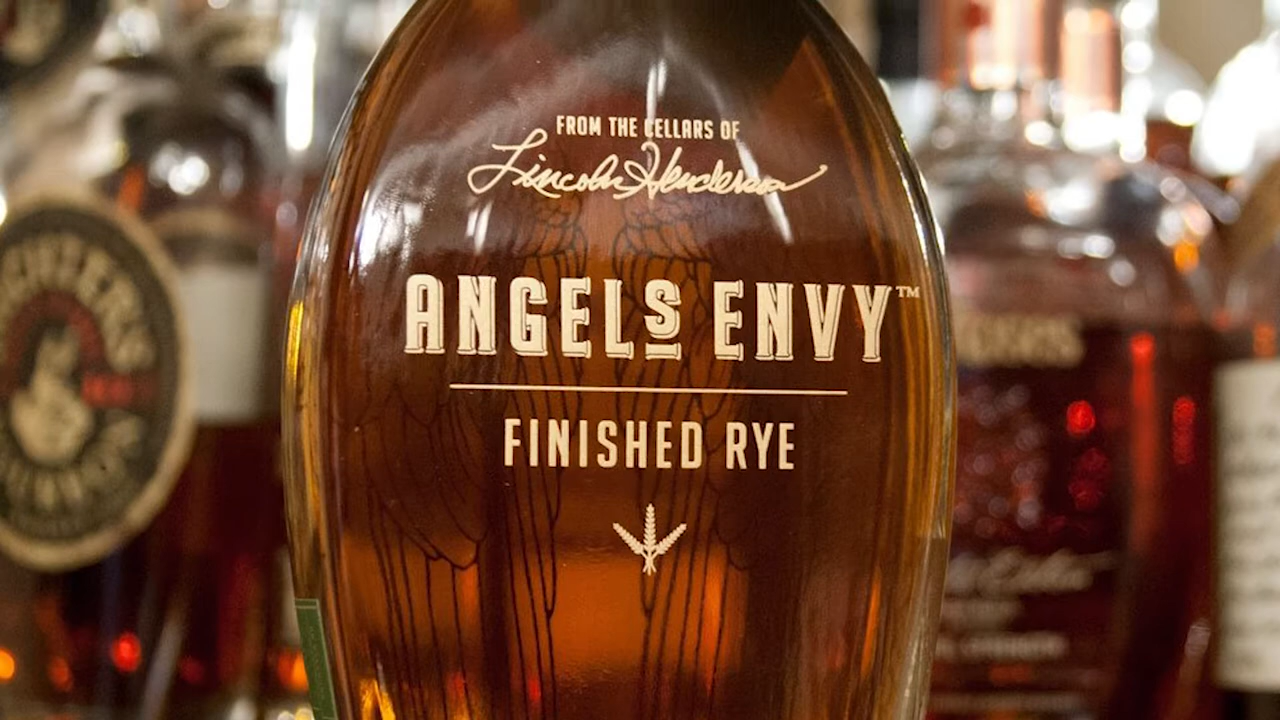 FROM THE CELLARS OF
Lincoln Henderson
ANGELS ENVY™
FINISHED RYE